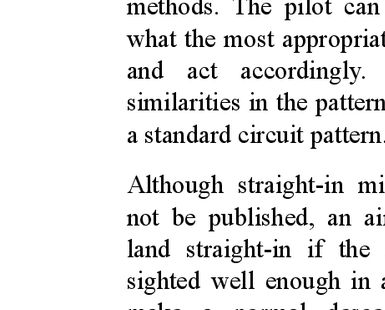 methods. The pilot can
what the most appropriat
and act accordingly.
similarities in the pattern
a standard circuit pattern.
Although straight-in mi
not be published, an ai
land straight-in if the
sighted well enough in a
make a normal desce